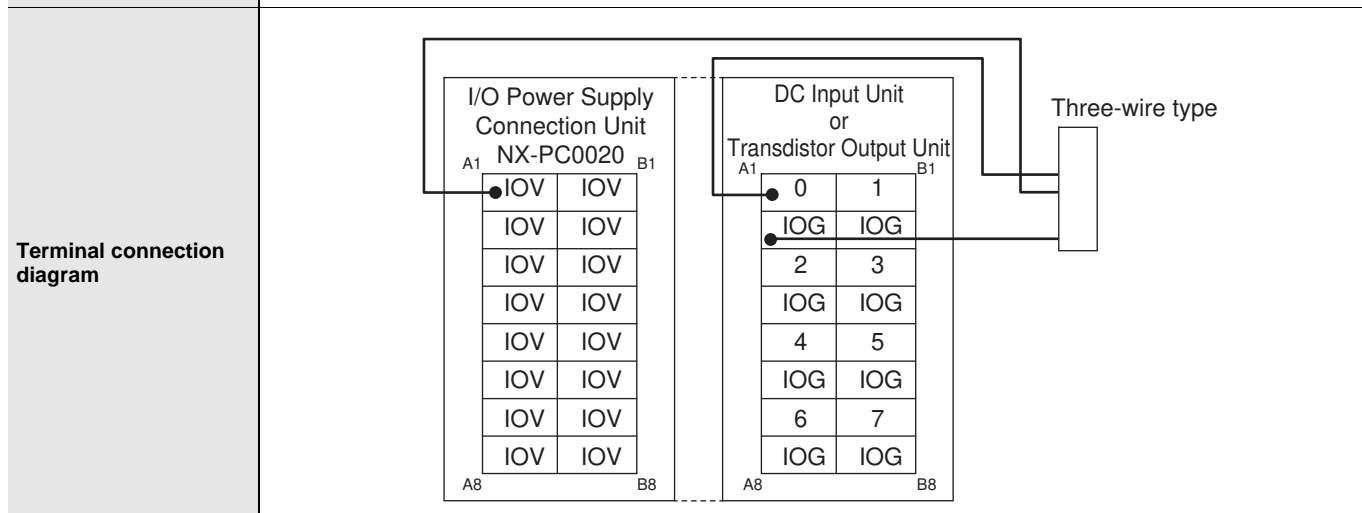 Terminal connection
diagram
I/O Power Supply
Connection Unit
NX-PC0020
A1
B1
IOV IOV
IOV IOV
IOV IOV
IOV IOV
IOV IOV
IOV IOV
IOV IOV
IOV IOV
A8
B8
DC Input Unit
or
Transdistor Output Unit
A1
B1
0 1
IOG IOG
2 3
IOG IOG
4 5
IOG IOG
6 7
IOG IOG
A8
B8
Three-wire type